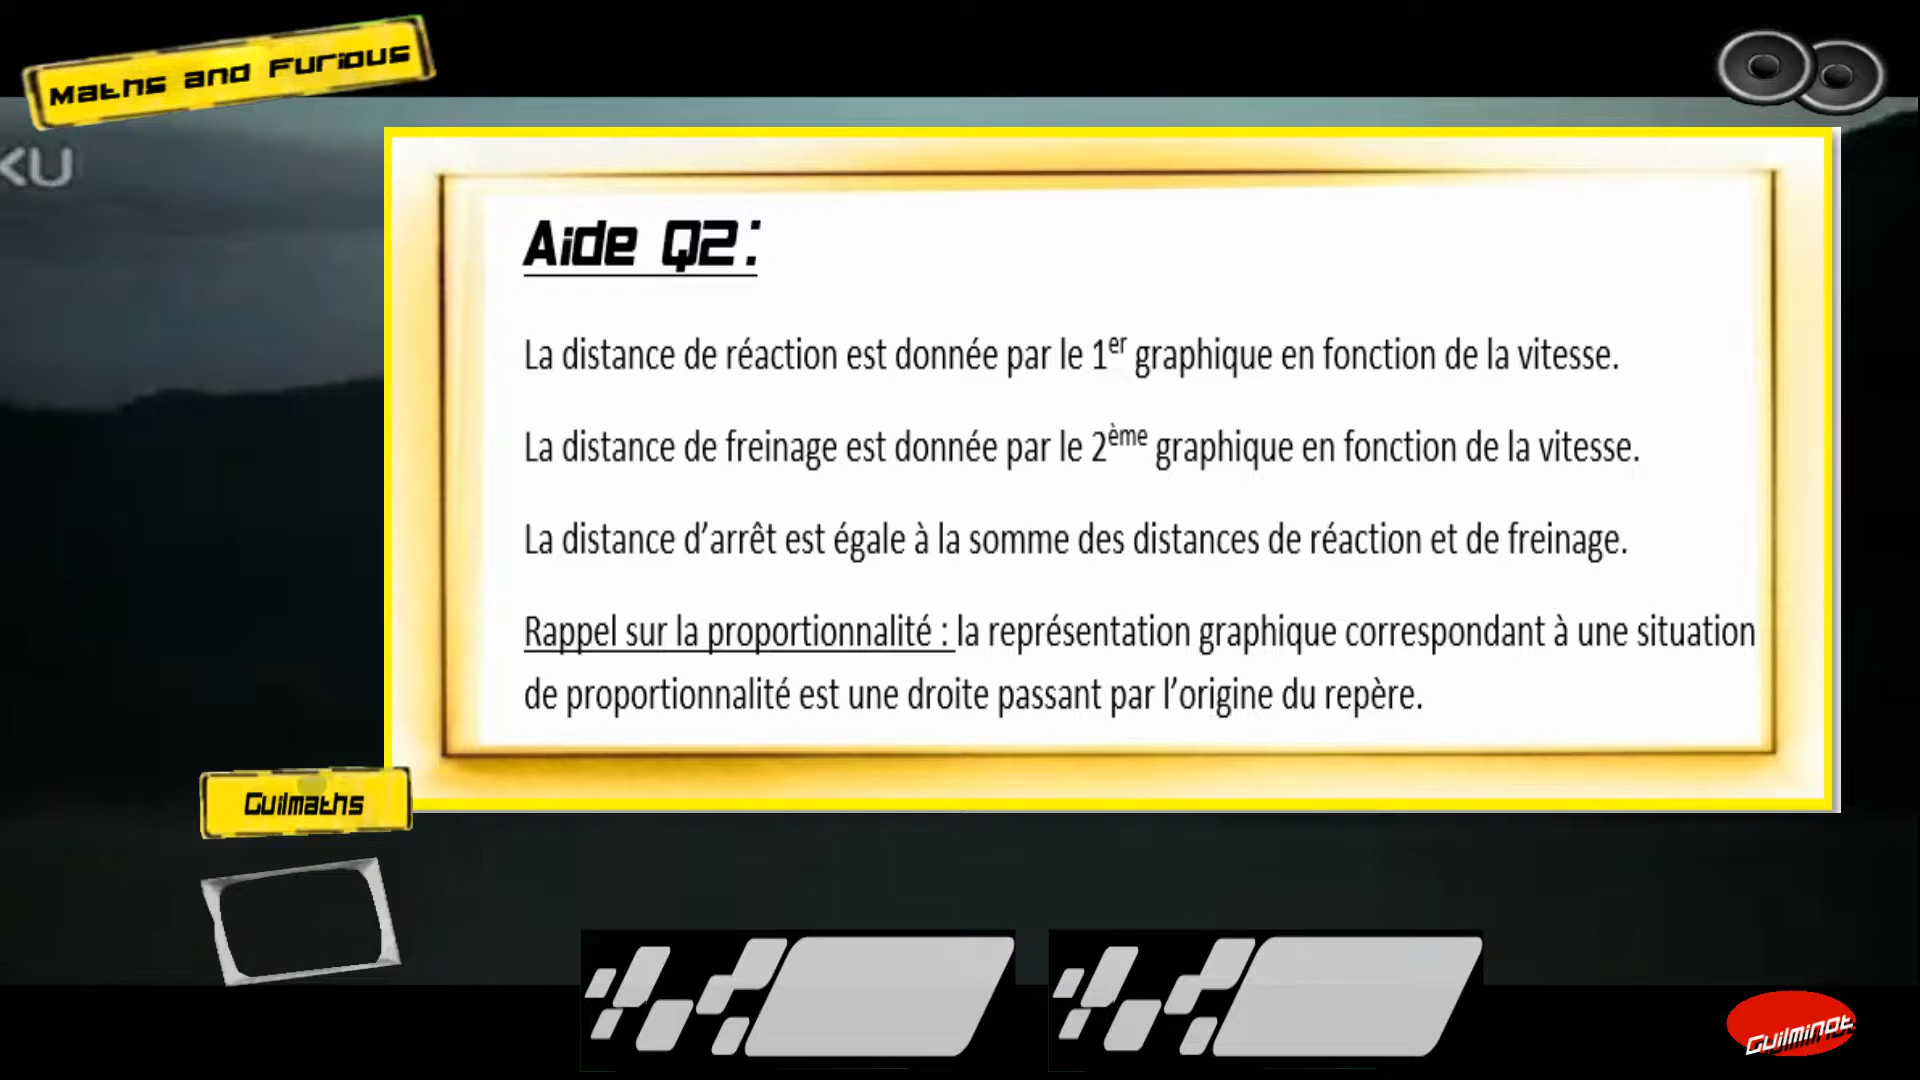 Maths and Furious
KU
Aide Q2:
La distance de réaction est donnée par le 1er graphique en fonction de la vitesse.
La distance de freinage est donnée par le 2ème graphique en fonction de la vitesse.
La distance d’arrêt est égale à la somme des distances de réaction et de freinage.
Rappel sur la proportionnalité : la représentation graphique correspondant à une situation
de proportionnalité est une droite passant par l’origine du repère.
Guilmaths
Guilminot